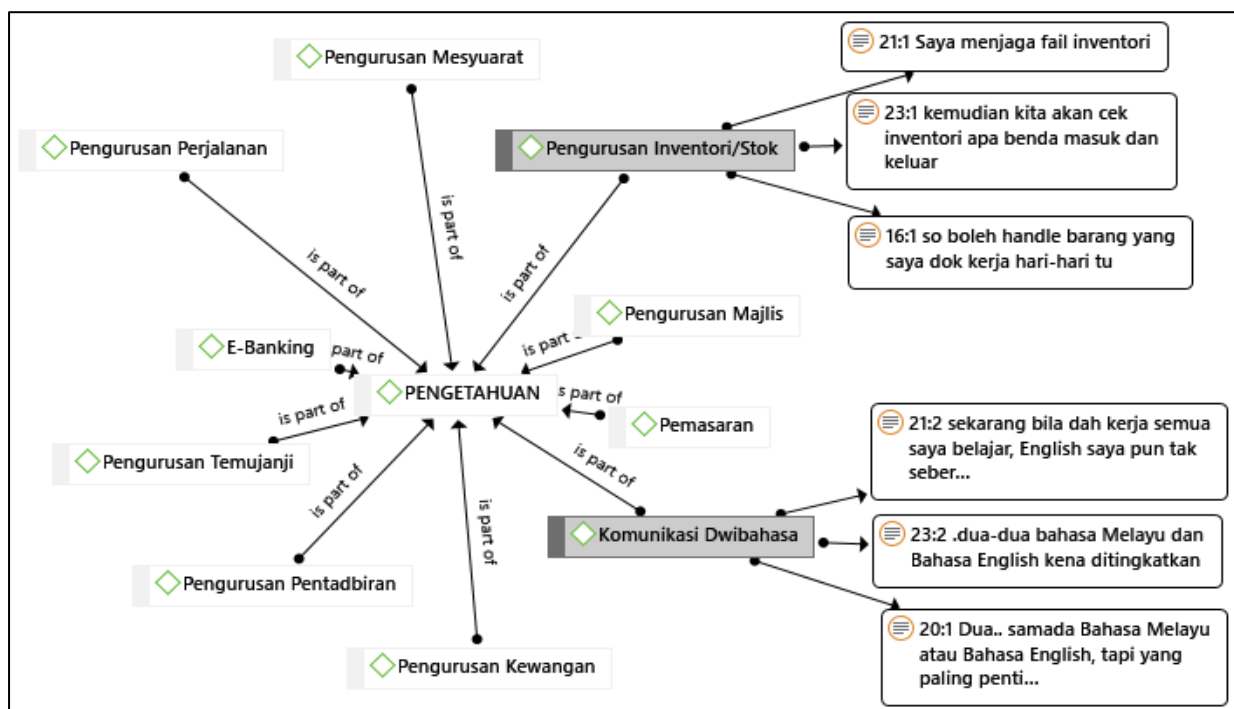 Pengurusan Mesyuarat
21:1 Saya menjaga fail inventori
23:1 kemudian kita akan cek
inventori apa benda masuk dan
keluar
Pengurusan Perjalanan
Pengurusan Inventori/Stok
is part of
is part of
is part of
16:1 so boleh handle barang yang
saya dok kerja hari-hari tu
Pengurusan Majlis
is part
E-Banking
part of
PENGETAHUAN
is part of
is part of
Pemasaran
Pengurusan Temujanji
is part of
is part of
is part of
21:2 sekarang bila dah kerja semua
saya belajar, English saya pun tak
seber...
Komunikasi Dwibahasa
23:2 .dua-dua bahasa Melayu dan
Bahasa English kena ditingkatkan
Pengurusan Pentadbiran
20:1 Dua.. samada Bahasa Melayu
atau Bahasa English, tapi yang
paling penti...
Pengurusan Kewangan